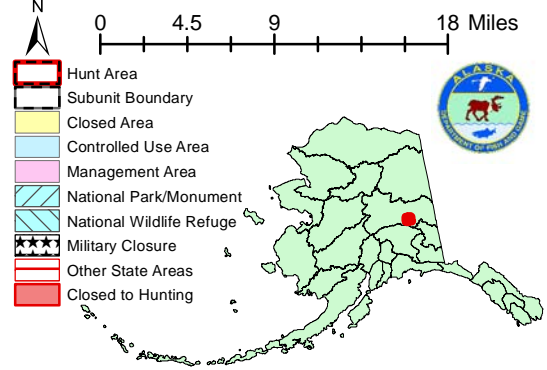 N
0 4.5 9 18 Miles
Hunt Area
Subunit Boundary
Closed Area
Controlled Use Area
Management Area
National Park/Monument
National Wildlife Refuge
Military Closure
Other State Areas
Closed to Hunting
ALASKA
DEPARTMENT OF FISH AND GAME